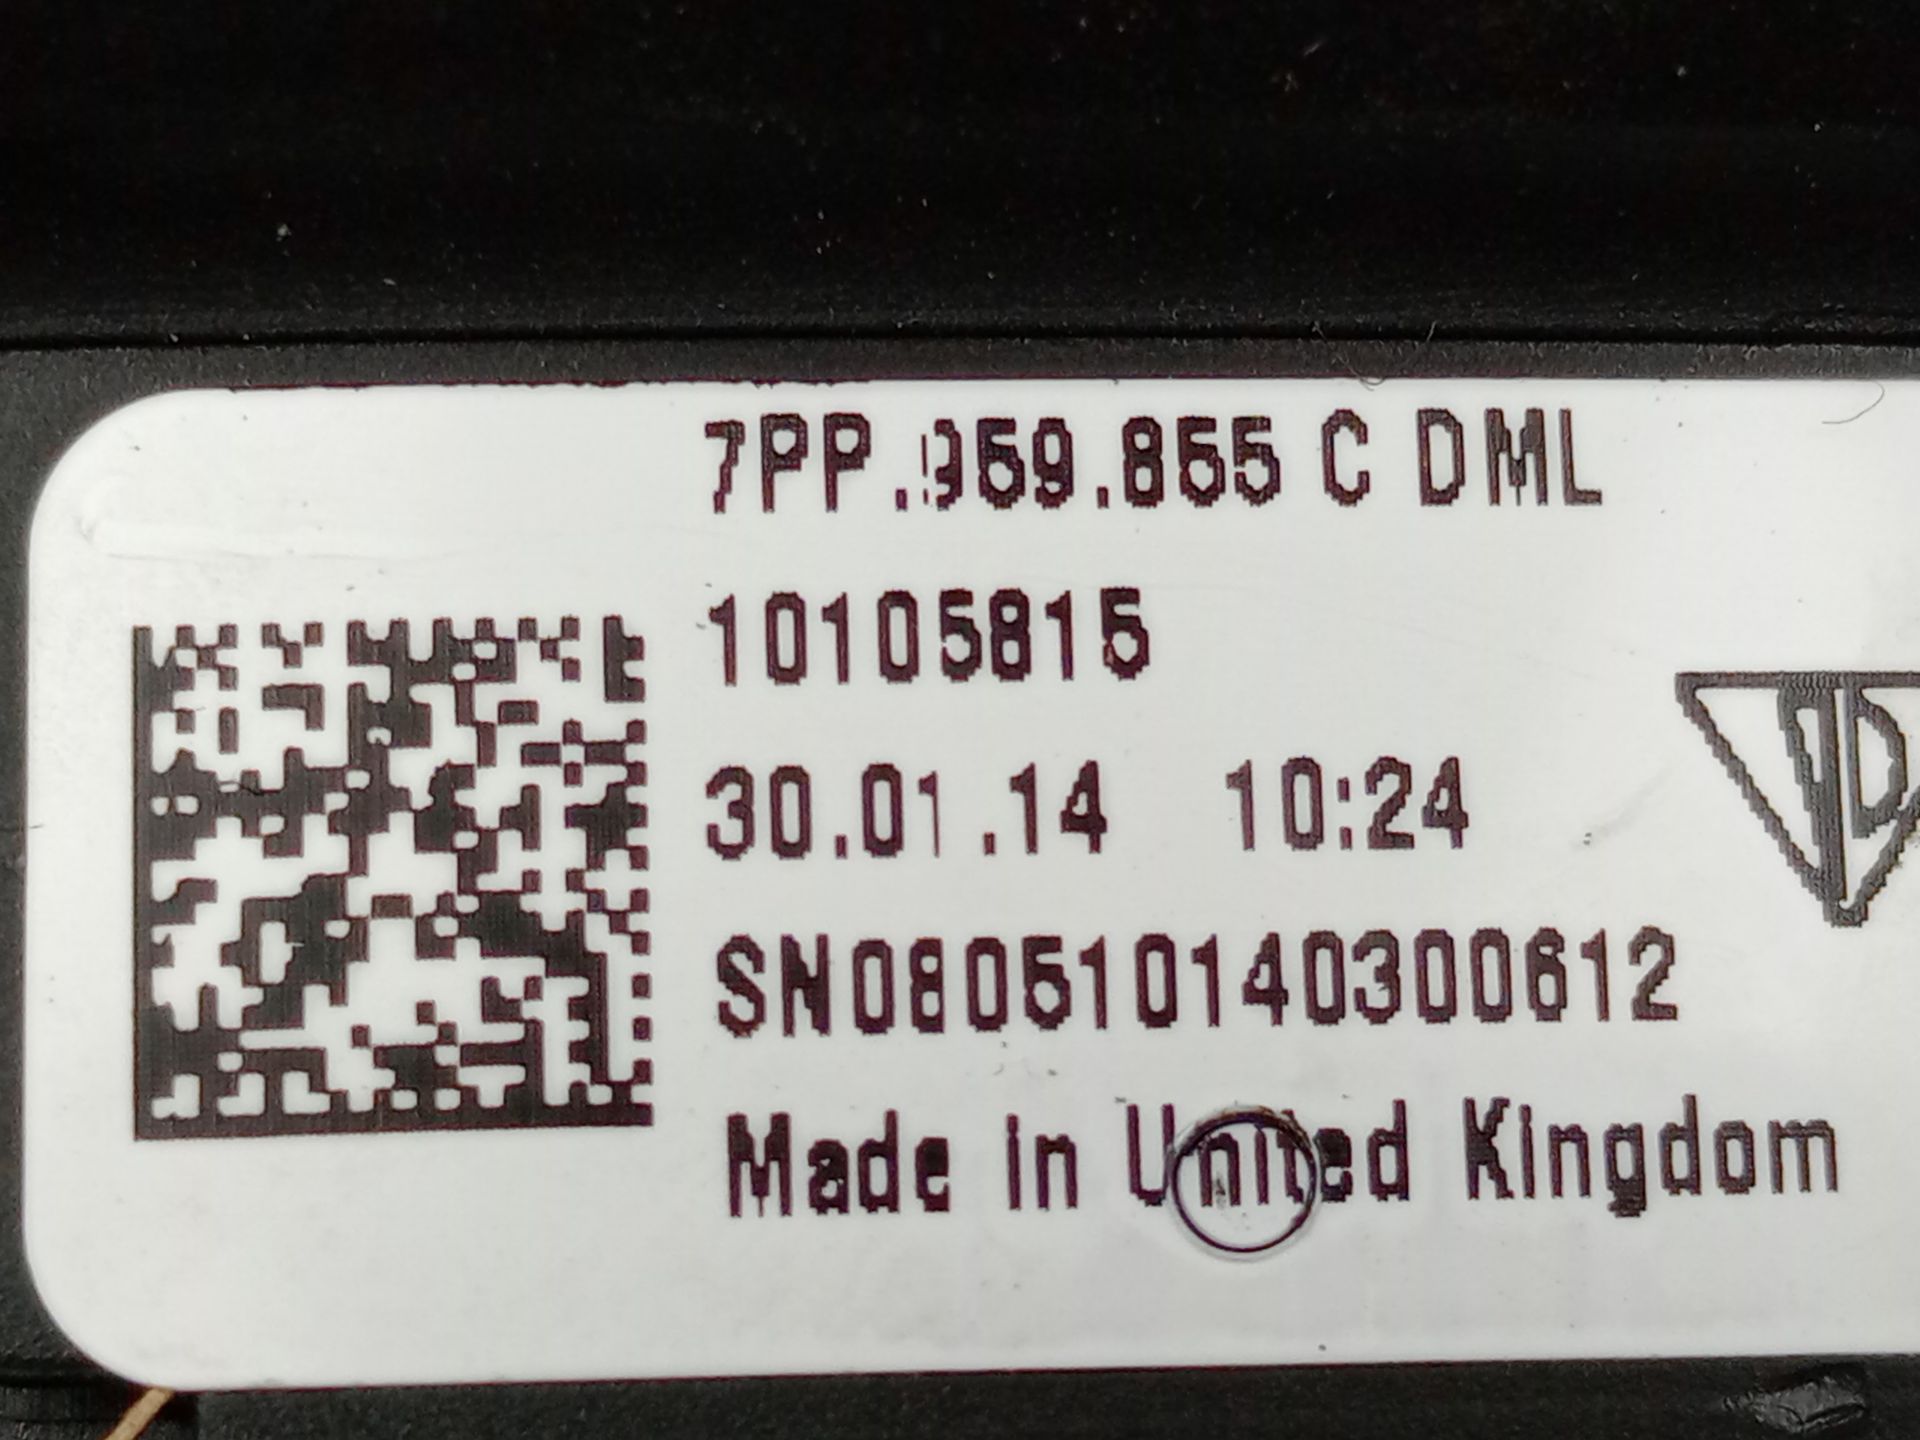 7PP.959.855 C DML
10105815
30.01.14 10:24
SN080510140300612
Made in United Kingdom